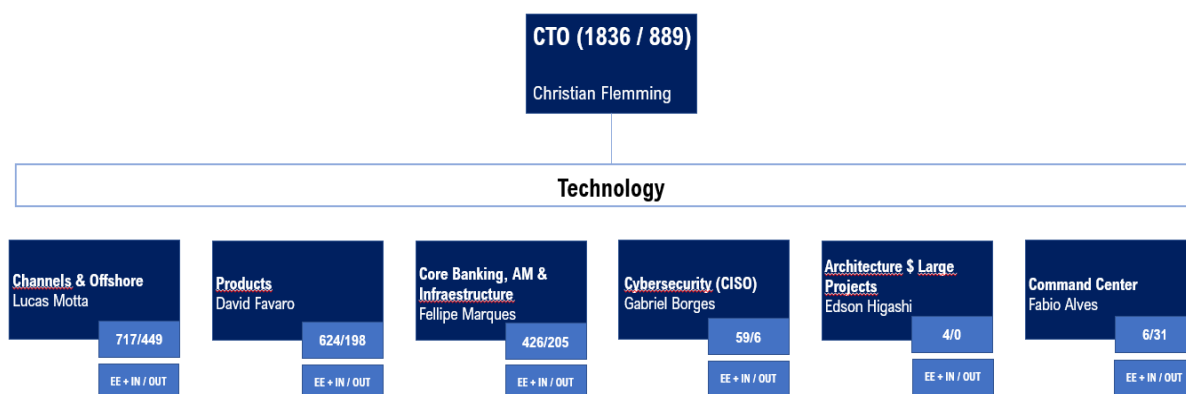 CTO (1836 / 889)
Christian Flemming
Technology
Channels & Offshore
Lucas Motta
717/449
EE + IN / OUT
Products
David Favaro
624/198
EE + IN / OUT
Core Banking, AM &
Infraestructure
Fellipe Marques
426/205
EE + IN / OUT
Cybersecurity (CISO)
Gabriel Borges
59/6
EE + IN / OUT
Architecture $ Large
Projects
Edson Higashi
4/0
EE + IN / OUT
Command Center
Fabio Alves
6/31
EE + IN / OUT